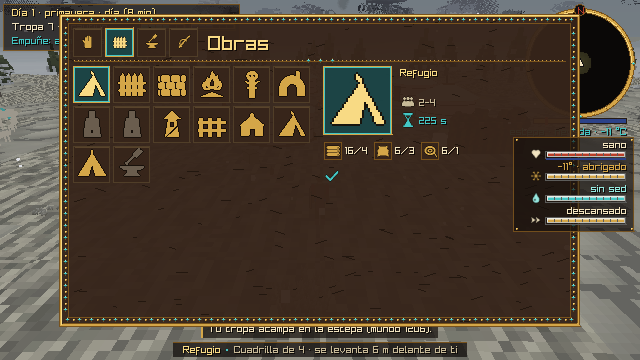 Día 1 · primavera · día (8 min)
Tropa 7
Empuñe: a
Obras
N
Refugio
2-4
225 s
16/4 6/3 6/1
-11 °C
sano
-11° · abrigado
sin sed
descansado
Tu tropa acampa en la estepa (mundo 1206).
Refugio · Cuadrilla de 4 · se levanta 6 m delante de ti